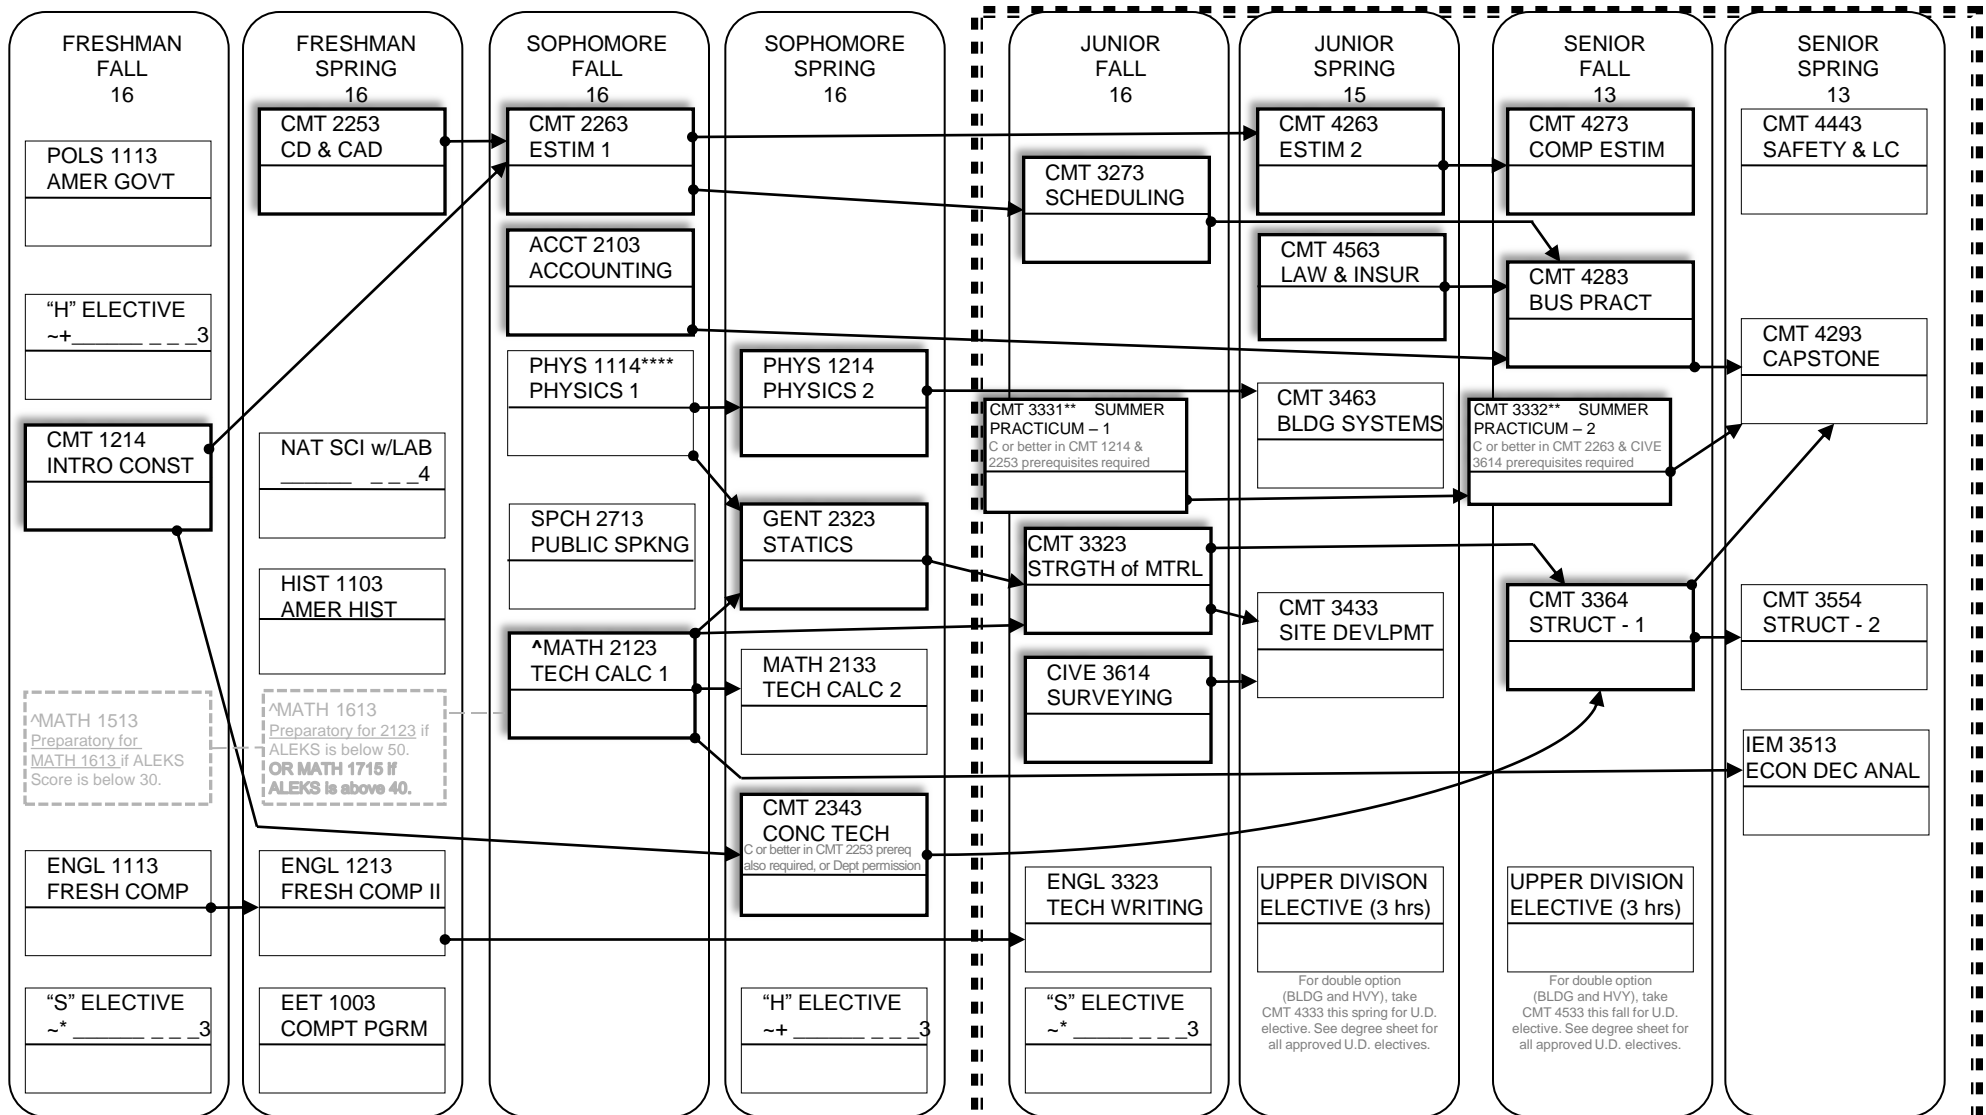 FRESHMAN
FALL
16
POLS 1113
AMER GOVT
“H” ELECTIVE
~+______ _ _ _3
CMT 1214
INTRO CONST
^MATH 1513
Preparatory for
MATH 1613 if ALEKS
Score is below 30.
ENGL 1113
FRESH COMP
“S” ELECTIVE
~* ______ _ _ _3
FRESHMAN
SPRING
16
CMT 2253
CD & CAD
NAT SCI w/LAB
______ _ _ _4
HIST 1103
AMER HIST
^MATH 1613
Preparatory for 2123 if
ALEKS is below 50.
OR MATH 1715 if
ALEKS is above 40.
ENGL 1213
FRESH COMP II
EET 1003
COMPT PGRM
SOPHOMORE
FALL
16
CMT 2263
ESTIM 1
ACCT 2103
ACCOUNTING
PHYS 1114****
PHYSICS 1
SPCH 2713
PUBLIC SPKNG
^MATH 2123
TECH CALC 1
SOPHOMORE
SPRING
16
PHYS 1214
PHYSICS 2
GENT 2323
STATICS
MATH 2133
TECH CALC 2
CMT 2343
CONC TECH
C or better in CMT 2253 prereq
also required, or Dept permission
“H” ELECTIVE
~+ ______ _ _ _3
JUNIOR
FALL
16
CMT 3273
SCHEDULING
CMT 3331** SUMMER
PRACTICUM – 1
C or better in CMT 1214 &
2253 prerequisites required
CMT 3323
STRGTH of MTRL
CIVE 3614
SURVEYING
ENGL 3323
TECH WRITING
“S” ELECTIVE
~* _____ _ _ _3
JUNIOR
SPRING
15
CMT 4263
ESTIM 2
CMT 4563
LAW & INSUR
CMT 3463
BLDG SYSTEMS
CMT 3433
SITE DEVLPMT
UPPER DIVISON
ELECTIVE (3 hrs)
For double option
(BLDG and HVY), take
CMT 4333 this spring for U.D.
elective. See degree sheet for
all approved U.D. electives.
SENIOR
FALL
13
CMT 4273
COMP ESTIM
CMT 4283
BUS PRACT
CMT 3332** SUMMER
PRACTICUM – 2
C or better in CMT 2263 & CIVE
3614 prerequisites required
CMT 3364
STRUCT - 1
UPPER DIVISION
ELECTIVE (3 hrs)
For double option
(BLDG and HVY), take
CMT 4533 this fall for U.D.
elective. See degree sheet for
all approved U.D. electives.
SENIOR
SPRING
13
CMT 4443
SAFETY & LC
CMT 4293
CAPSTONE
CMT 3554
STRUCT - 2
IEM 3513
ECON DEC ANAL